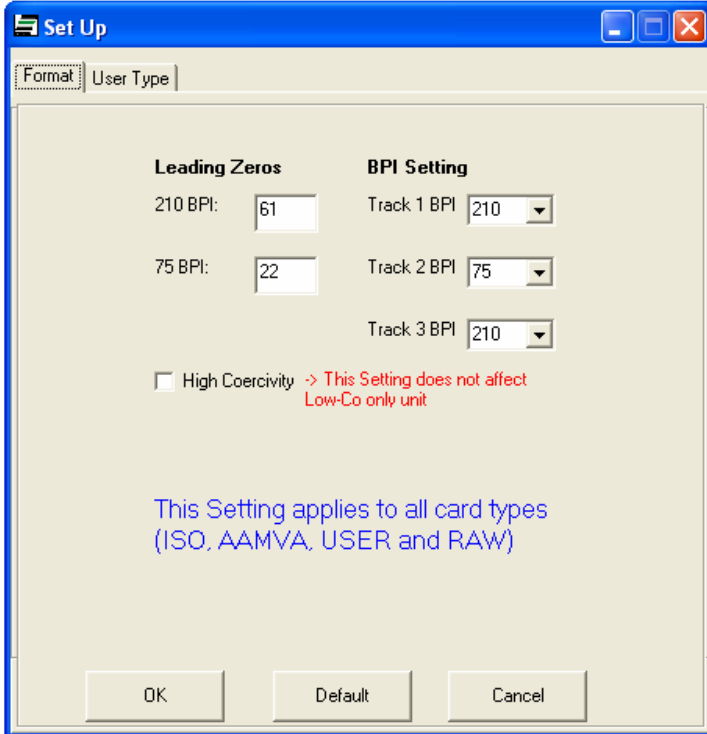 Set Up
Format User Type
Leading Zeros BPI Setting
210 BPI: 61 Track 1 BPI 210
75 BPI: 22 Track 2 BPI 75
Track 3 BPI 210
High Coercivity -> This Setting does not affect
Low-Co only unit
This Setting applies to all card types
(ISO, AAMVA, USER and RAW)
OK Default Cancel